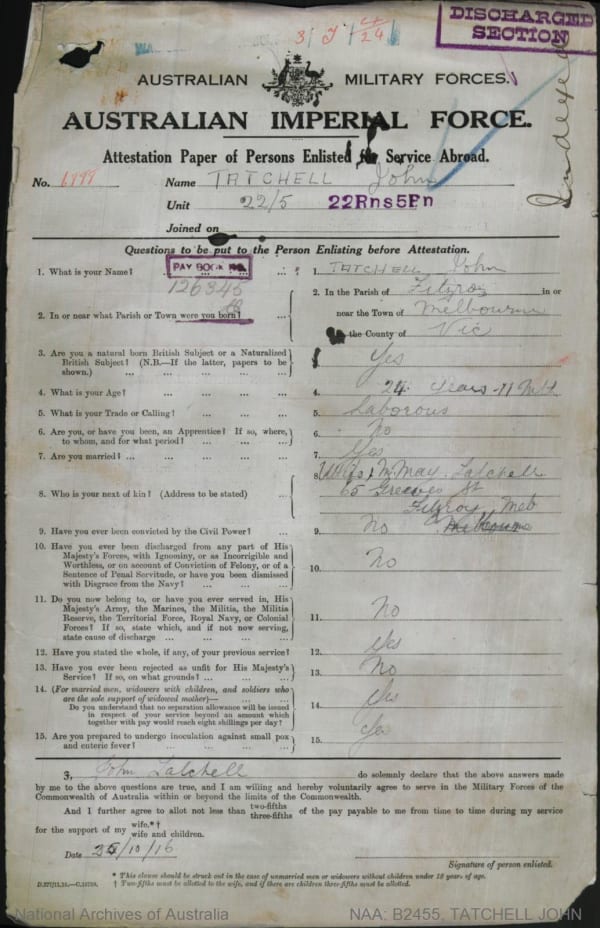 3/ J / 4/24
DISCHARGED
SECTION
Indexed
AUSTRALIAN MILITARY FORCES.
AUSTRALIAN IMPERIAL FORCE.
Attestation Paper of Persons Enlisted for Service Abroad.
No. Name TATCHELL John
Unit 22/5 22Rns5Bn
Joined on
Questions to be put to the Person Enlisting before Attestation.
1. What is your Name? ... ... ... 1. TATCHELL John
PAY BOOK No.
126345
2. In or near what Parish or Town were you born? ... ... 2. In the Parish of Fitzroy in or
near the Town of Melbourne
in the County of Vic
3. Are you a natural born British Subject or a Naturalized
British Subject? (N.B.—If the latter, papers to be
shown.) ... ... ... ... Yes
4. What is your Age? ... ... ... 4. 24 years 11 Mth
5. What is your Trade or Calling? ... ... 5. Laborous
6. Are you, or have you been, an Apprentice? If so, where,
to whom, and for what period? ... ... ... 6. No
7. Are you married? ... ... ... ... 7. Yes
8. Who is your next of kin? (Address to be stated) ... 8. Wife, M. May. Tatchell
65 Greeves St
Fitzroy Melb
Melbourne
9. Have you ever been convicted by the Civil Power? ... 9. No
10. Have you ever been discharged from any part of His
Majesty's Forces, with Ignominy, or as Incorrigible and
Worthless, or on account of Conviction of Felony, or of a
Sentence of Penal Servitude, or have you been dismissed
with Disgrace from the Navy? ... ... ... 10. No
11. Do you now belong to, or have you ever served in, His
Majesty's Army, the Marines, the Militia, the Militia
Reserve, the Territorial Force, Royal Navy, or Colonial
Forces? If so, state which, and if not now serving,
state cause of discharge ... ... ... ... 11. No
12. Have you stated the whole, if any, of your previous service? 12. Yes
13. Have you ever been rejected as unfit for His Majesty's
Service? If so, on what grounds? ... ... ... 13. No
14. (For married men, widowers with children, and soldiers who
are the sole support of widowed mother)— ... ...
Do you understand that no separation allowance will be issued
in respect of your service beyond an amount which
together with pay would reach eight shillings per day? 14. Yes
15. Are you prepared to undergo inoculation against small pox
and enteric fever? ... ... ... ... 15. Yes
I, John Tatchell do solemnly declare that the above answers made
by me to the above questions are true, and I am willing and hereby voluntarily agree to serve in the Military Forces of the
Commonwealth of Australia within or beyond the limits of the Commonwealth.
And I further agree to allot not less than two-fifths three-fifths of the pay payable to me from time to time during my service
for the support of my wife.*† wife and children.
Date /10/16
Signature of person enlisted.
* This clause should be struck out in the case of unmarried men or widowers without children under 18 years of age.
† Two-fifths must be allotted to the wife, and if there are children three-fifths must be allotted.
National Archives of Australia NAA: B2455, TATCHELL JOHN